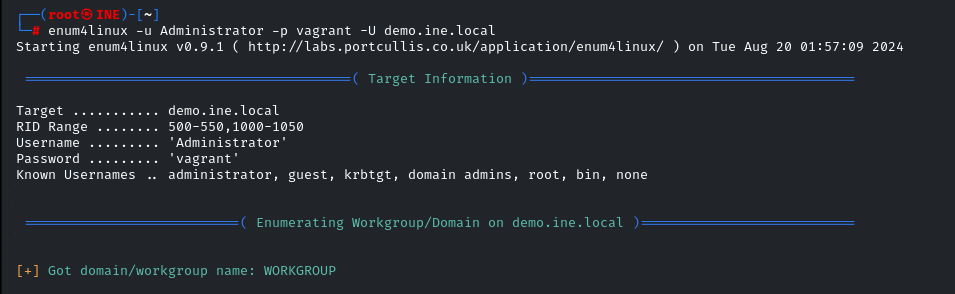 ┌──(root㉿INE)-[~]
└─# enum4linux -u Administrator -p vagrant -U demo.ine.local
Starting enum4linux v0.9.1 ( http://labs.portcullis.co.uk/application/enum4linux/ ) on Tue Aug 20 01:57:09 2024
=========================================( Target Information )=========================================
Target ........... demo.ine.local
RID Range ........ 500-550,1000-1050
Username ......... 'Administrator'
Password ......... 'vagrant'
Known Usernames .. administrator, guest, krbtgt, domain admins, root, bin, none
===========================( Enumerating Workgroup/Domain on demo.ine.local )===========================
[+] Got domain/workgroup name: WORKGROUP